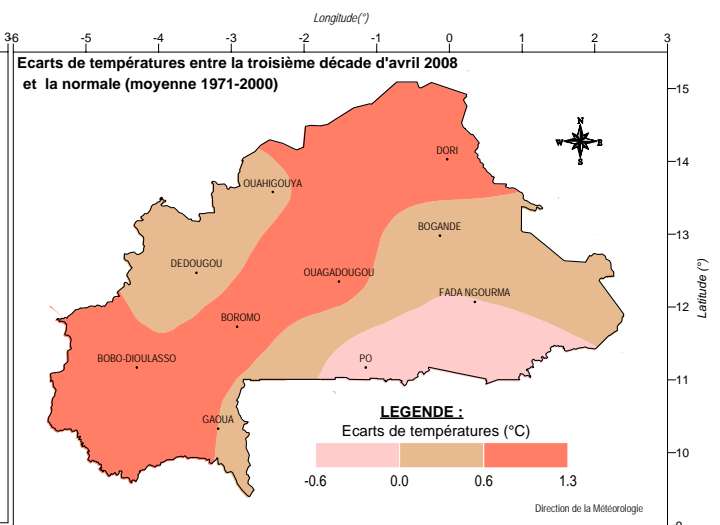 Longitude(°)
36 -5 -4 -3 -2 -1 0 1 2 3
Ecarts de températures entre la troisième décade d'avril 2008
et la normale (moyenne 1971-2000)
15
N
W E
S
DORI
14
OUAHIGOUYA
BOGANDE
13
DEDOUGOU
OUAGADOUGOU
FADA NGOURMA
Latitude (°)
12
BOROMO
BOBO-DIOULASSO
PO
11
LEGENDE :
GAOUA
Ecarts de températures (°C)
10
-0.6 0.0 0.6 1.3
Direction de la Météorologie